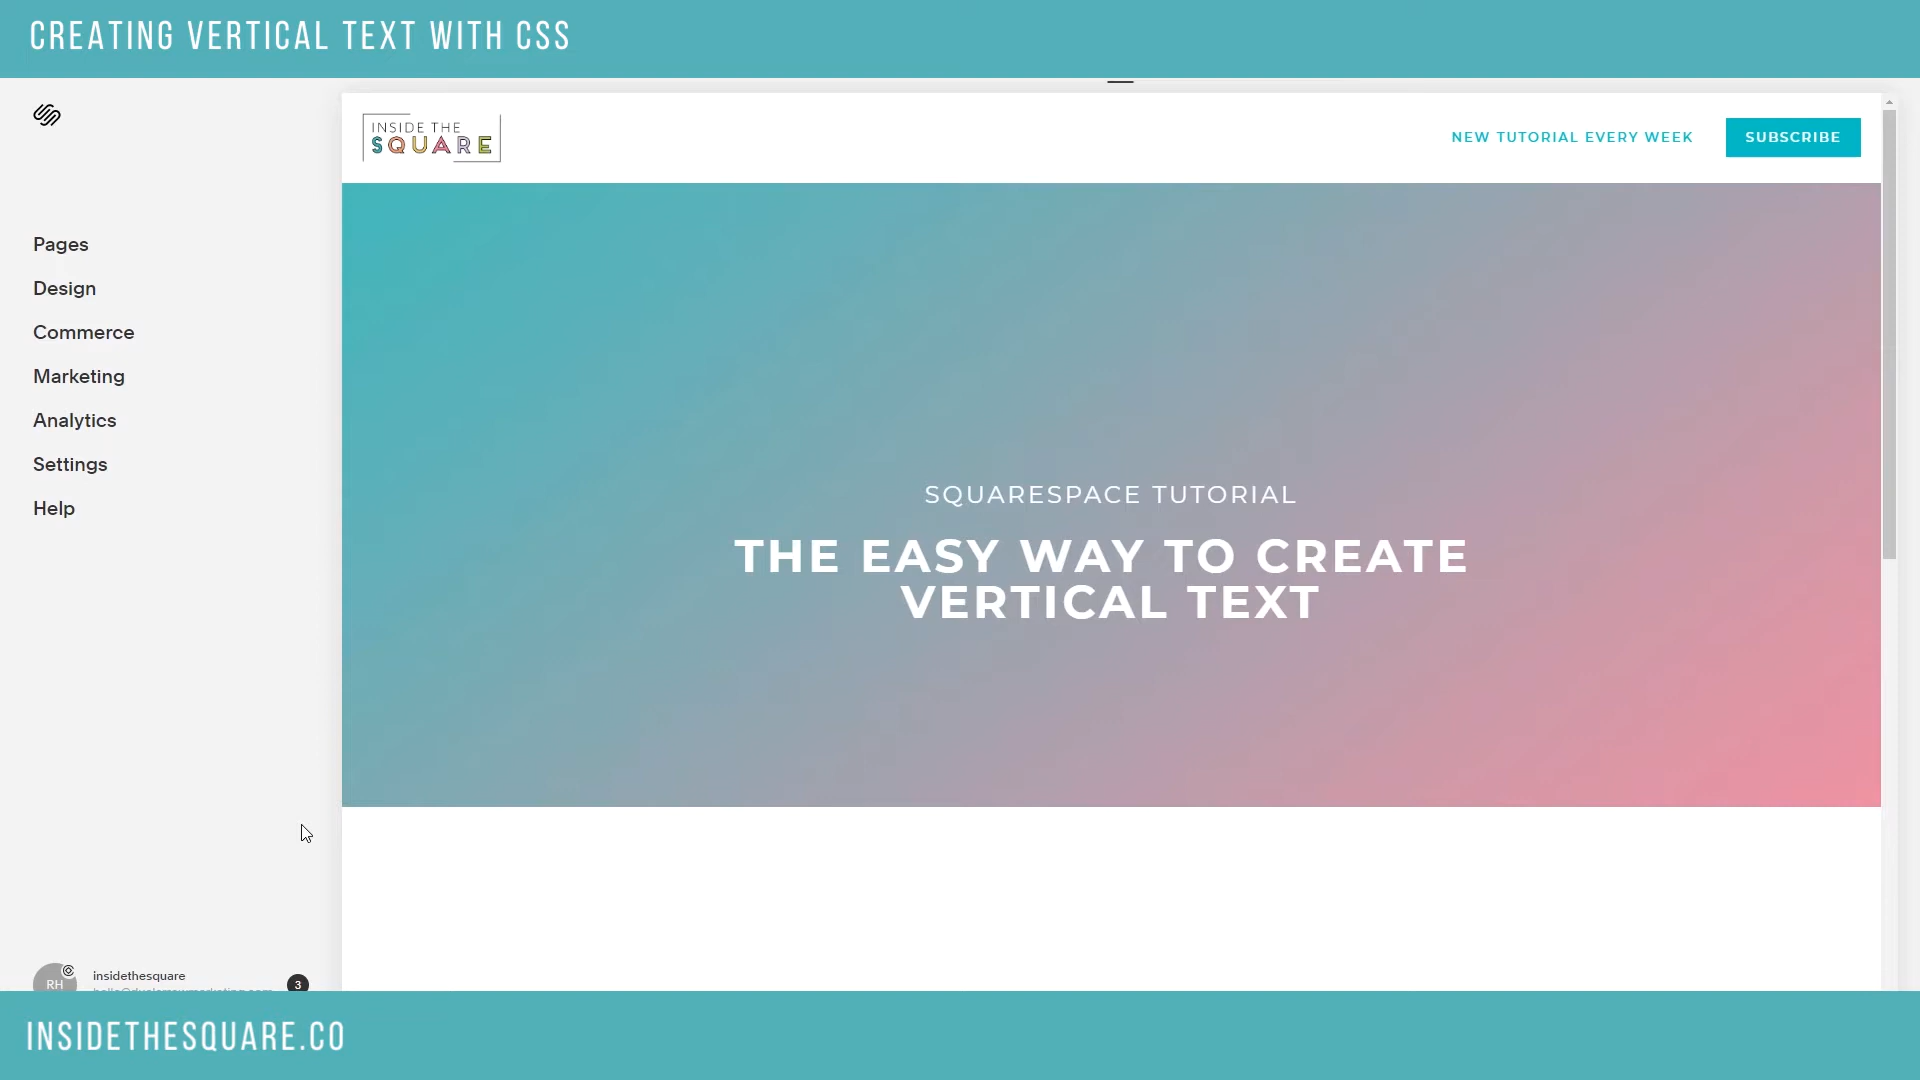 CREATING VERTICAL TEXT WITH CSS
INSIDE THE
SQUARE
NEW TUTORIAL EVERY WEEK
SUBSCRIBE
Pages
Design
Commerce
Marketing
Analytics
Settings
Help
SQUARESPACE TUTORIAL
THE EASY WAY TO CREATE
VERTICAL TEXT
RH
insidethesquare
3
INSIDETHESQUARE.CO